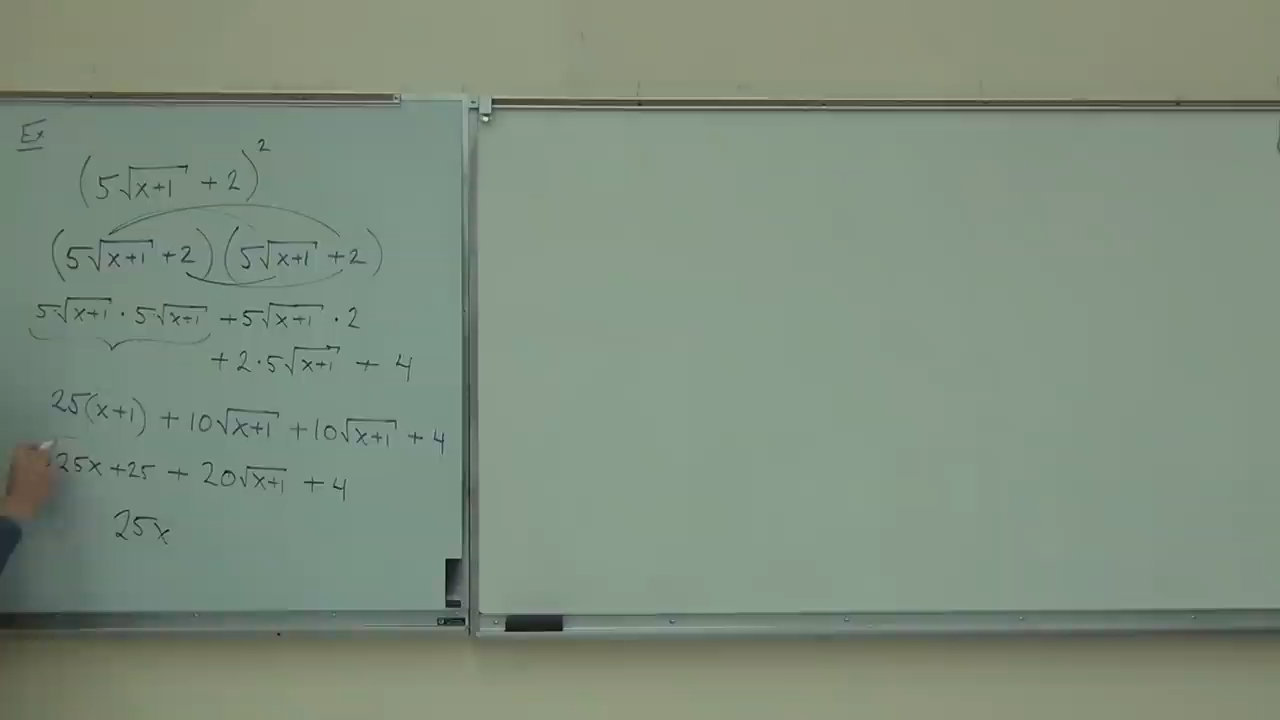 Ex
(5√(x+1) + 2)²
(5√(x+1) + 2)(5√(x+1) + 2)
5√(x+1) · 5√(x+1) + 5√(x+1) · 2
+ 2 · 5√(x+1) + 4
25(x+1) + 10√(x+1) + 10√(x+1) + 4
25x + 25 + 20√(x+1) + 4
25x